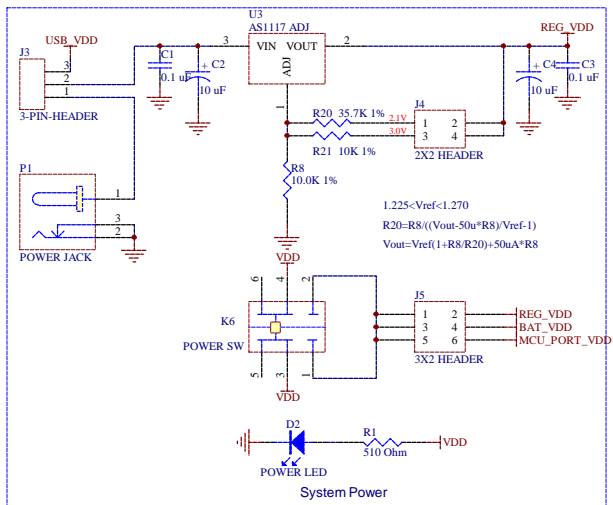 U3
AS1117 ADJ
USB_VDD
REG_VDD
J3
C1
3 VIN VOUT 2
3
2
1
0.1 uF
C2
10 uF
ADJ
1
C4
10 uF
C3
0.1 uF
3-PIN-HEADER
R20 35.7K 1% 2.1V
R21 10K 1% 3.0V
J4
1 2
3 4
2X2 HEADER
P1
1
3
2
POWER JACK
R8
10.0K 1%
1.225<Vref<1.270
R20=R8/((Vout-50u*R8)/Vref-1)
Vout=Vref(1+R8/R20)+50uA*R8
VDD
6 4 2
K6
POWER SW
5 3 1
VDD
J5
1 2 REG_VDD
3 4 BAT_VDD
5 6 MCU_PORT_VDD
3X2 HEADER
D2
POWER LED
R1
510 Ohm
VDD
System Power